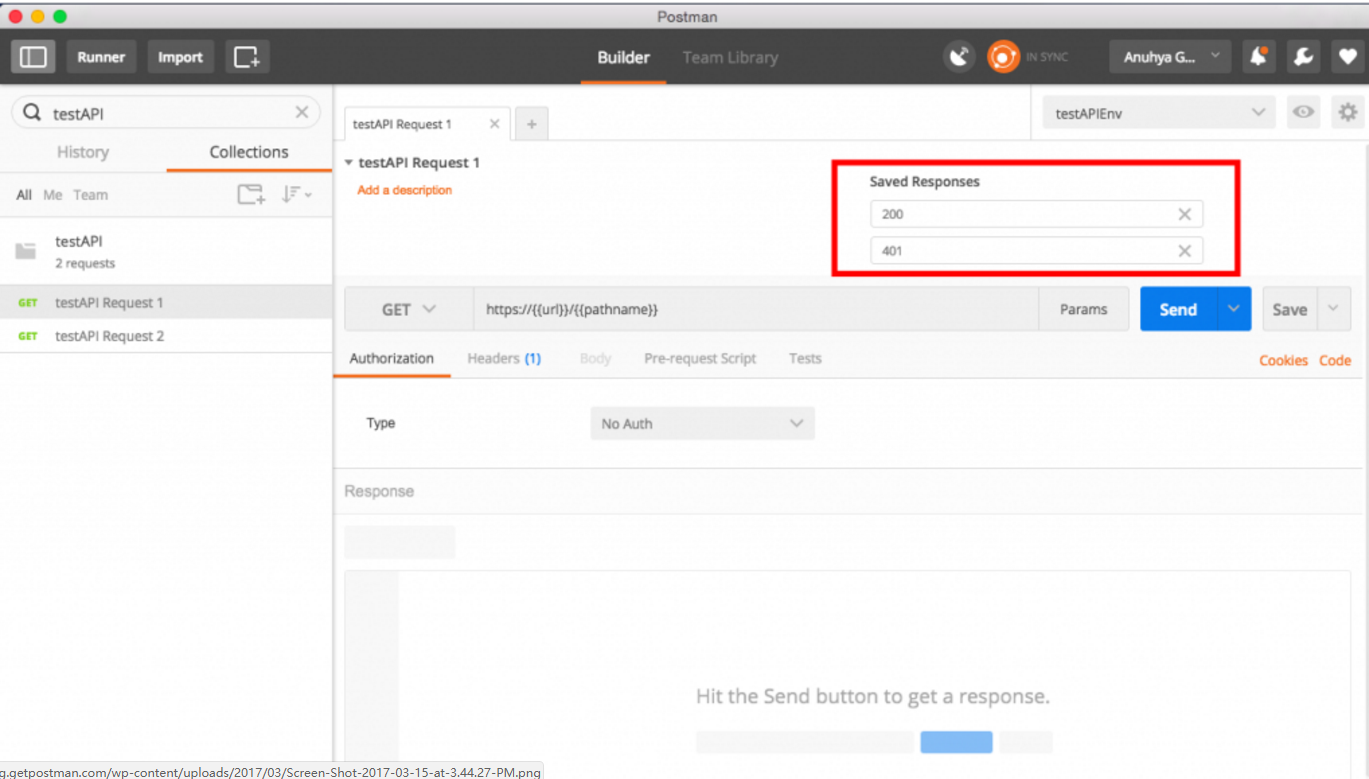 Postman
Runner
Import
Builder
Team Library
IN SYNC
Anuhya G...
testAPI
testAPI Request 1
+
testAPIEnv
History
Collections
testAPI Request 1
Add a description
Saved Responses
200
401
All Me Team
testAPI
2 requests
GET testAPI Request 1
GET testAPI Request 2
GET
https://{{url}}/{{pathname}}
Params
Send
Save
Authorization
Headers (1)
Body
Pre-request Script
Tests
Cookies
Code
Type
No Auth
Response
Hit the Send button to get a response.
g.getpostman.com/wp-content/uploads/2017/03/Screen-Shot-2017-03-15-at-3.44.27-PM.png